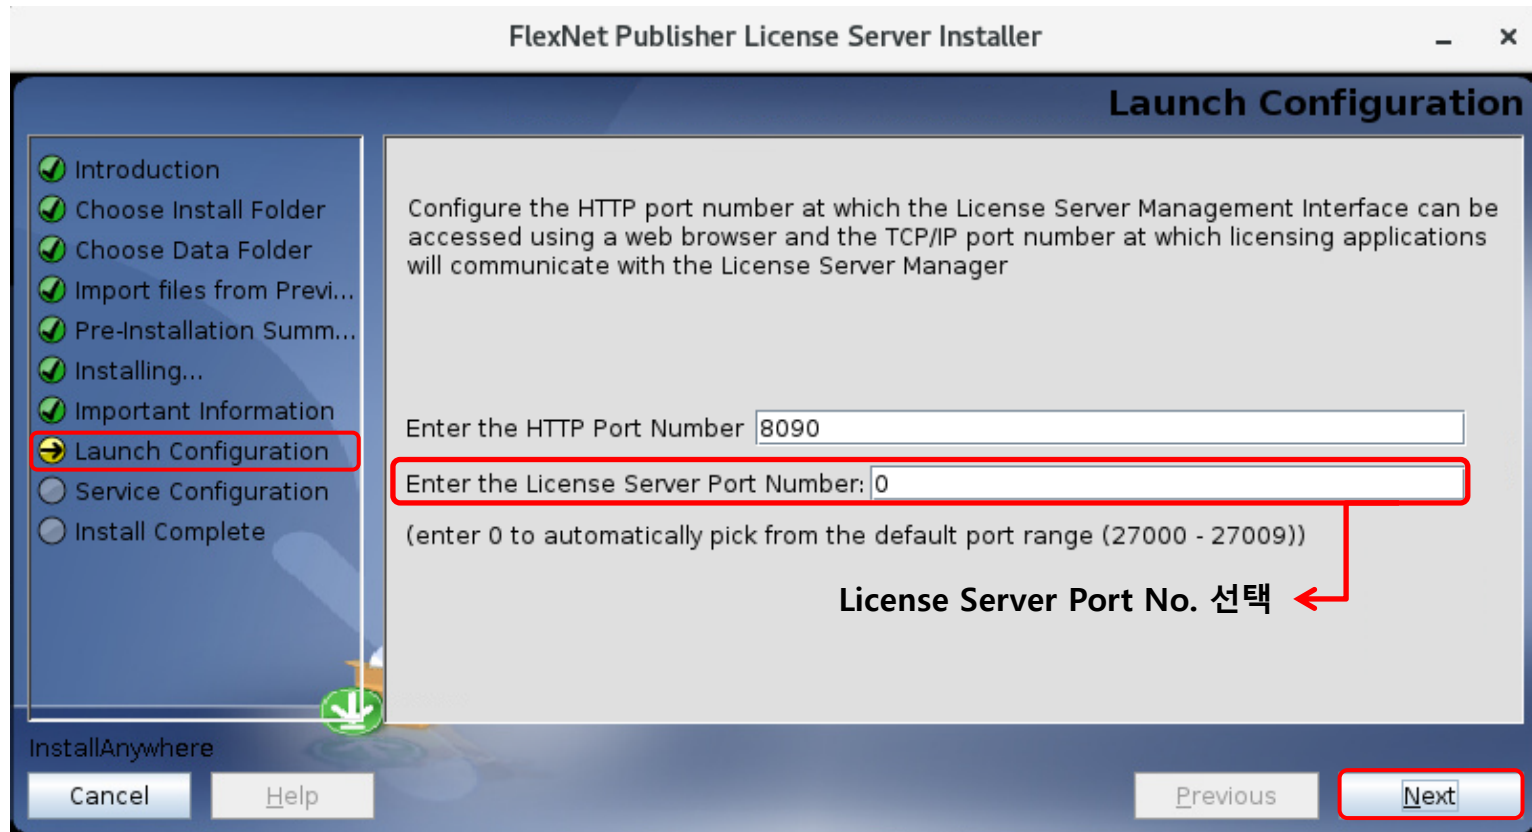 FlexNet Publisher License Server Installer
Launch Configuration
Introduction
Choose Install Folder
Choose Data Folder
Import files from Previ...
Pre-Installation Summ...
Installing...
Important Information
Launch Configuration
Service Configuration
Install Complete
Configure the HTTP port number at which the License Server Management Interface can be
accessed using a web browser and the TCP/IP port number at which licensing applications
will communicate with the License Server Manager
Enter the HTTP Port Number 8090
Enter the License Server Port Number: 0
(enter 0 to automatically pick from the default port range (27000 - 27009))
License Server Port No. 선택
InstallAnywhere
Cancel Help Previous Next